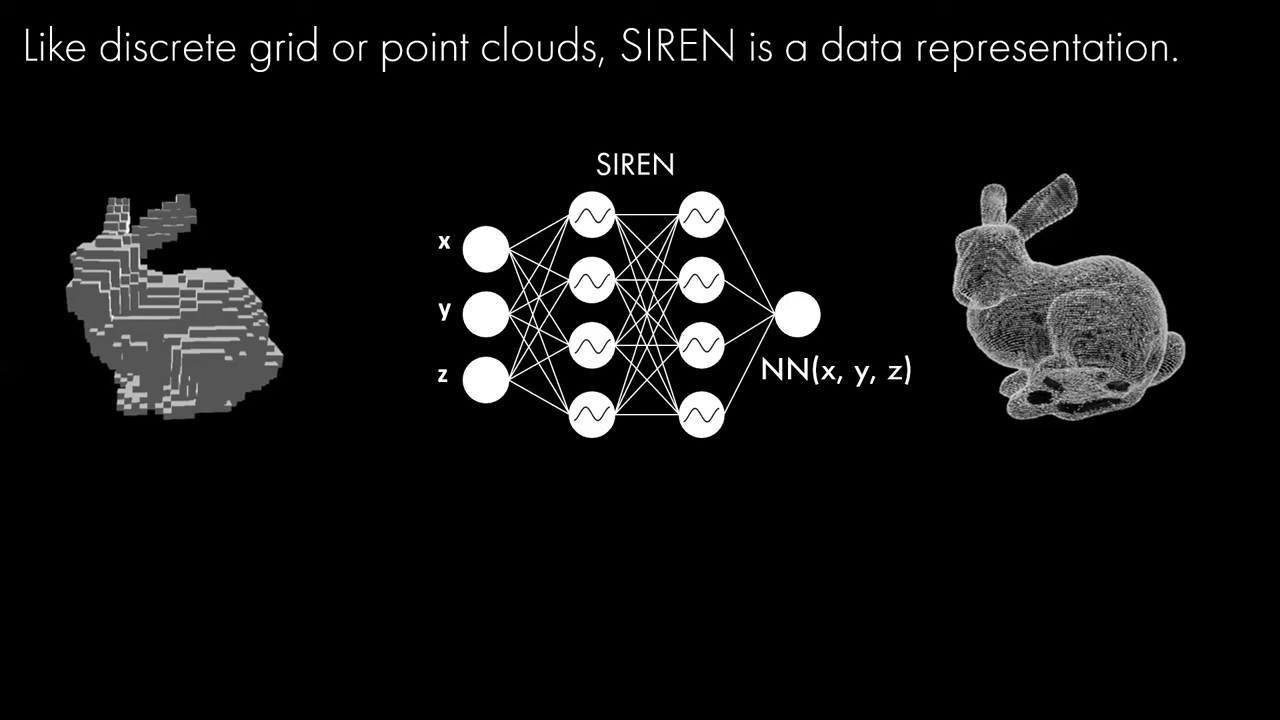 Like discrete grid or point clouds, SIREN is a data representation.
SIREN
x
y
z
NN(x, y, z)